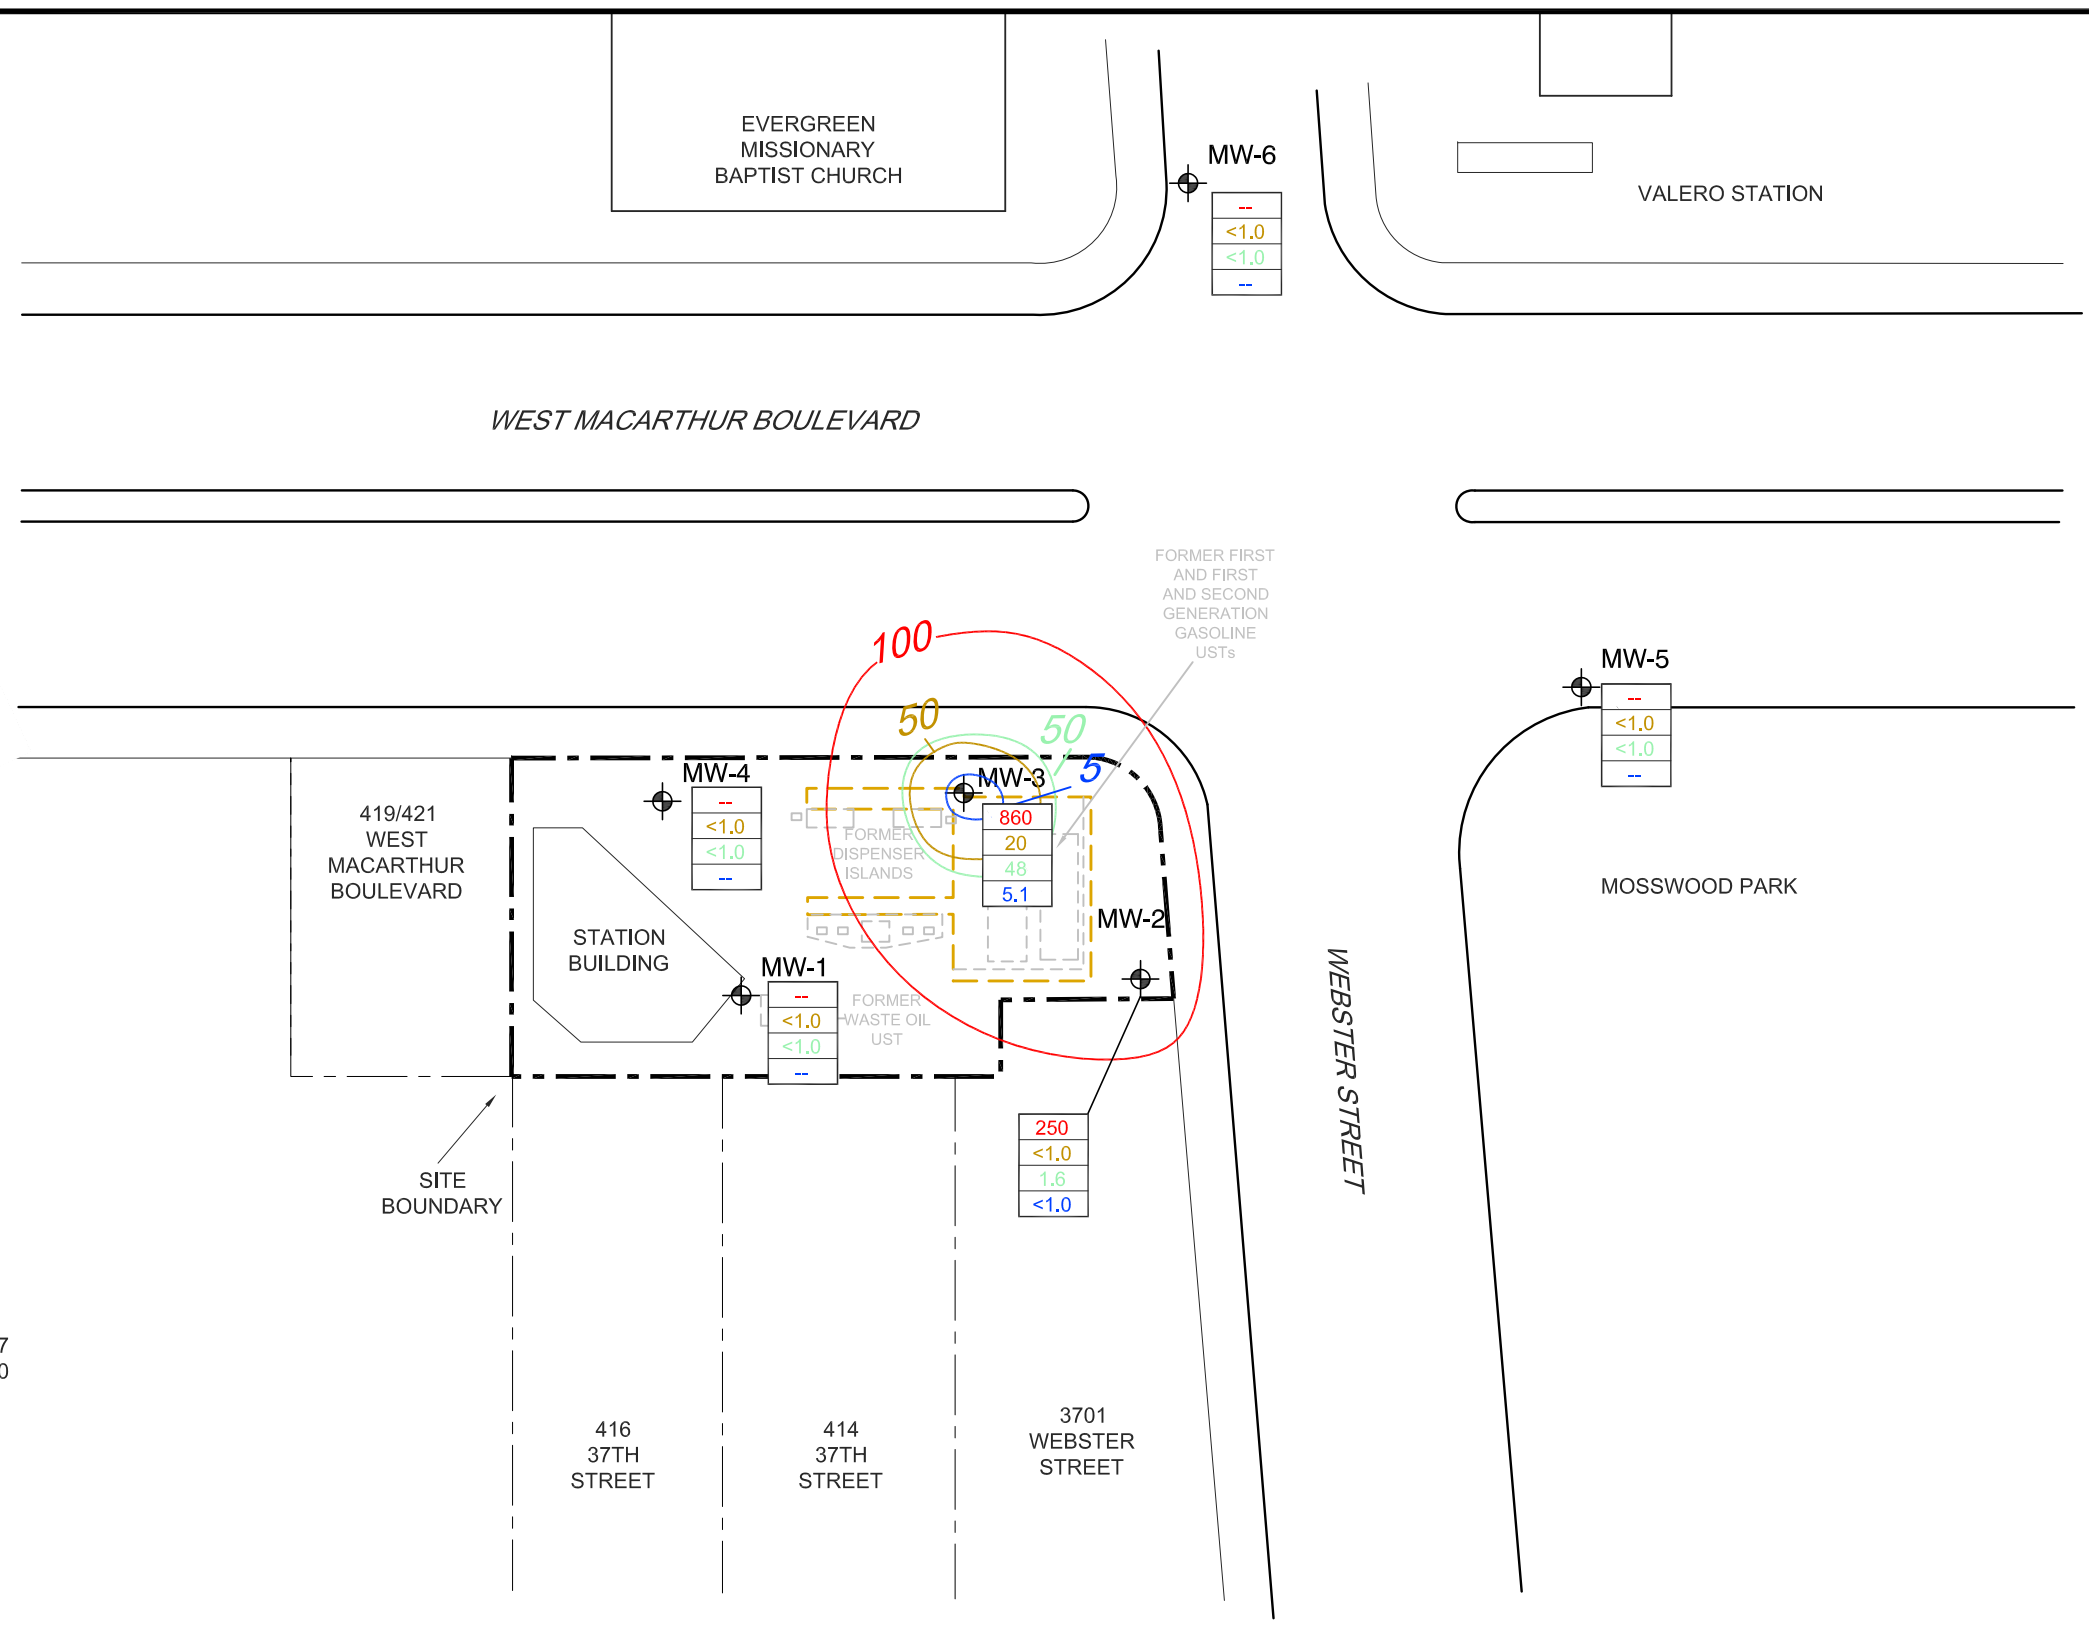 EVERGREEN
MISSIONARY
BAPTIST CHURCH
MW-6
--
<1.0
<1.0
--
VALERO STATION
WEST MACARTHUR BOULEVARD
FORMER FIRST
AND FIRST
AND SECOND
GENERATION
GASOLINE
USTs
100
50
50
5
MW-5
--
<1.0
<1.0
--
MW-4
--
<1.0
<1.0
--
MW-3
860
20
48
5.1
419/421
WEST
MACARTHUR
BOULEVARD
FORMER
DISPENSER
ISLANDS
MOSSWOOD PARK
MW-2
250
<1.0
1.6
<1.0
STATION
BUILDING
MW-1
--
<1.0
<1.0
--
FORMER
WASTE OIL
UST
WEBSTER STREET
SITE
BOUNDARY
7
0
416
37TH
STREET
414
37TH
STREET
3701
WEBSTER
STREET